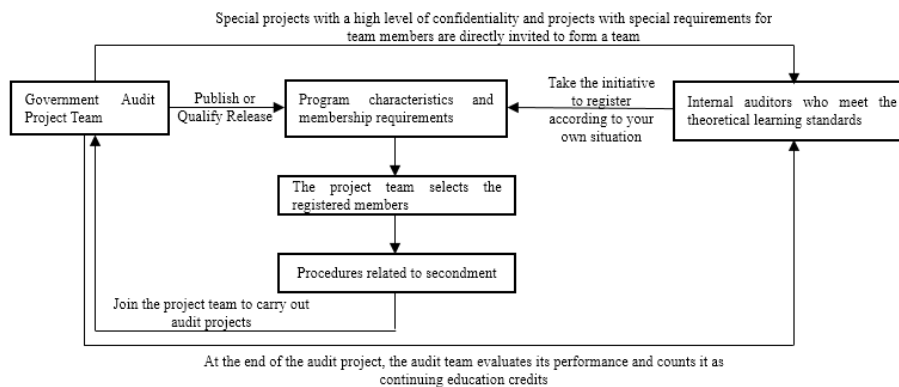 Special projects with a high level of confidentiality and projects with special requirements for
team members are directly invited to form a team
Government Audit
Project Team
Publish or
Qualify Release
Program characteristics and
membership requirements
Take the initiative
to register
according to your
own situation
Internal auditors who meet the
theoretical learning standards
The project team selects the
registered members
Procedures related to secondment
Join the project team to carry out
audit projects
At the end of the audit project, the audit team evaluates its performance and counts it as
continuing education credits